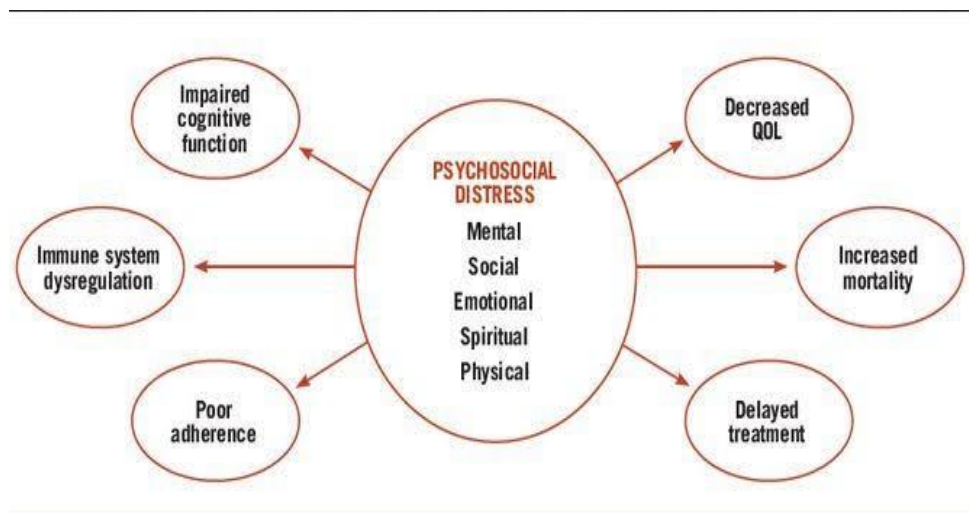 Impaired
cognitive
function
Immune system
dysregulation
Poor
adherence
PSYCHOSOCIAL
DISTRESS
Mental
Social
Emotional
Spiritual
Physical
Decreased
QOL
Increased
mortality
Delayed
treatment